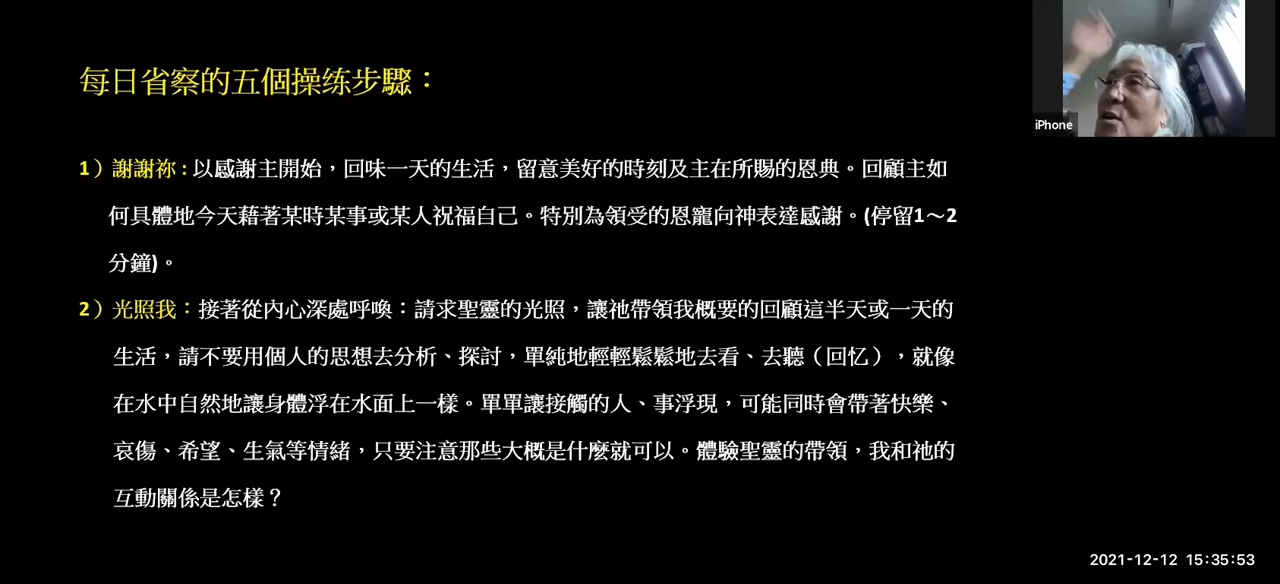 每日省察的五個操练步驟：
1）謝謝祢：以感謝主開始，回味一天的生活，留意美好的時刻及主在所賜的恩典。回顧主如
何具體地今天藉著某時某事或某人祝福自己。特別為領受的恩寵向神表達感謝。(停留1～2
分鐘)。
2）光照我：接著從內心深處呼喚：請求聖靈的光照，讓祂帶領我概要的回顧這半天或一天的
生活，請不要用個人的思想去分析、探討，單純地輕輕鬆鬆地去看、去聽（回忆），就像
在水中自然地讓身體浮在水面上一樣。單單讓接觸的人、事浮現，可能同時會帶著快樂、
哀傷、希望、生氣等情緒，只要注意那些大概是什麼就可以。體驗聖靈的帶領，我和祂的
互動關係是怎樣？
iPhone
2021-12-12 15:35:53